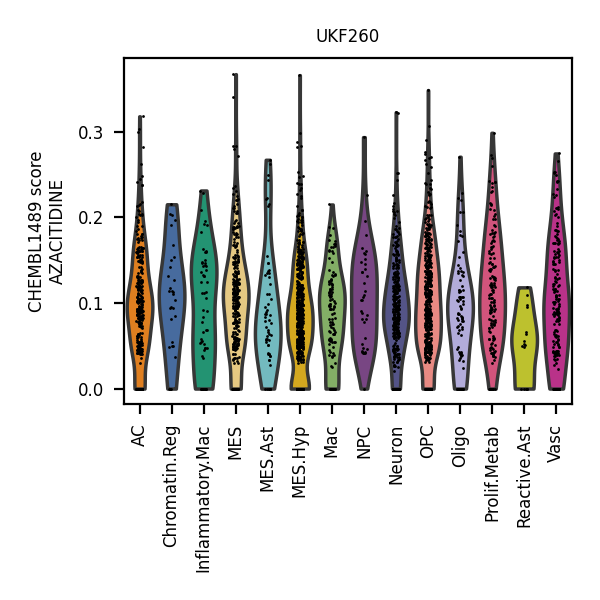 UKF260
CHEMBL1489 score
AZACITIDINE
0.3
0.2
0.1
0.0
AC
Chromatin.Reg
Inflammatory.Mac
MES
MES.Ast
MES.Hyp
Mac
NPC
Neuron
OPC
Oligo
Prolif.Metab
Reactive.Ast
Vasc